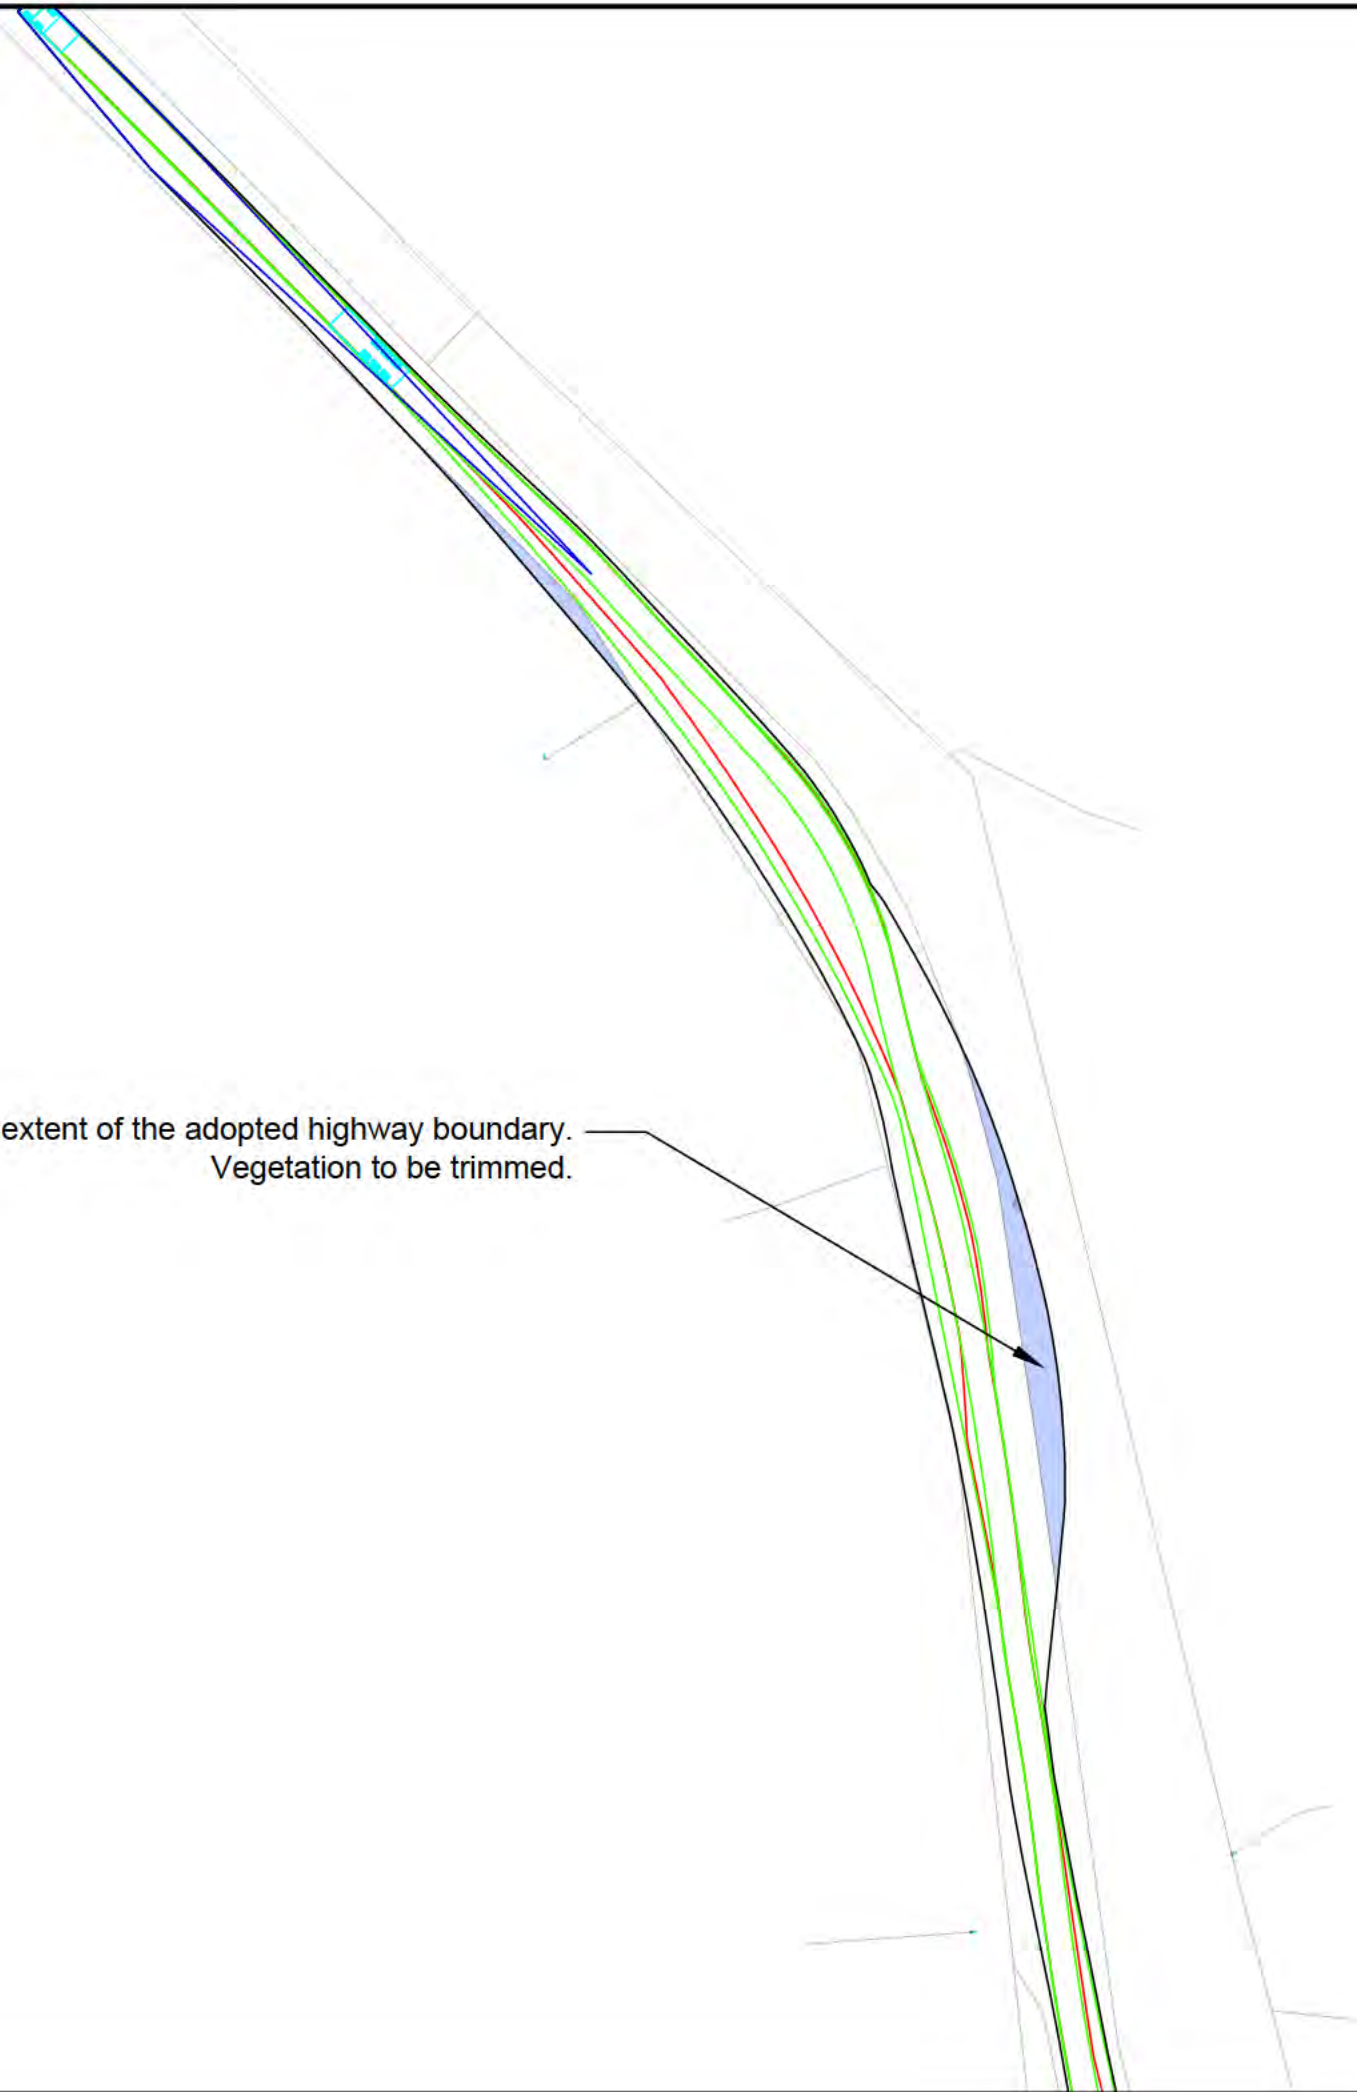 extent of the adopted highway boundary.
Vegetation to be trimmed.